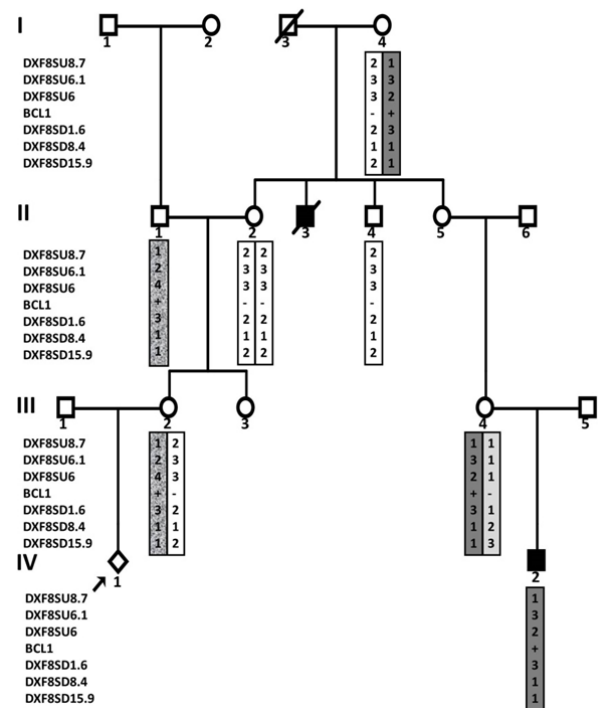 I
1 2 3 4
DXF8SU8.7 2 1
DXF8SU6.1 3 3
DXF8SU6 3 2
BCL1 - +
DXF8SD1.6 2 3
DXF8SD8.4 1 1
DXF8SD15.9 2 1
II
1 2 3 4 5 6
DXF8SU8.7 1 2 2 2
DXF8SU6.1 2 3 3 3
DXF8SU6 4 3 3 3
BCL1 + - - -
DXF8SD1.6 3 2 2 2
DXF8SD8.4 1 1 1 1
DXF8SD15.9 1 2 2 2
III
1 2 3 4 5
DXF8SU8.7 1 2 1 1
DXF8SU6.1 2 3 3 1
DXF8SU6 4 3 2 1
BCL1 + - + -
DXF8SD1.6 3 2 3 1
DXF8SD8.4 1 1 1 2
DXF8SD15.9 1 2 1 3
IV
1 2
DXF8SU8.7 1
DXF8SU6.1 3
DXF8SU6 2
BCL1 +
DXF8SD1.6 3
DXF8SD8.4 1
DXF8SD15.9 1